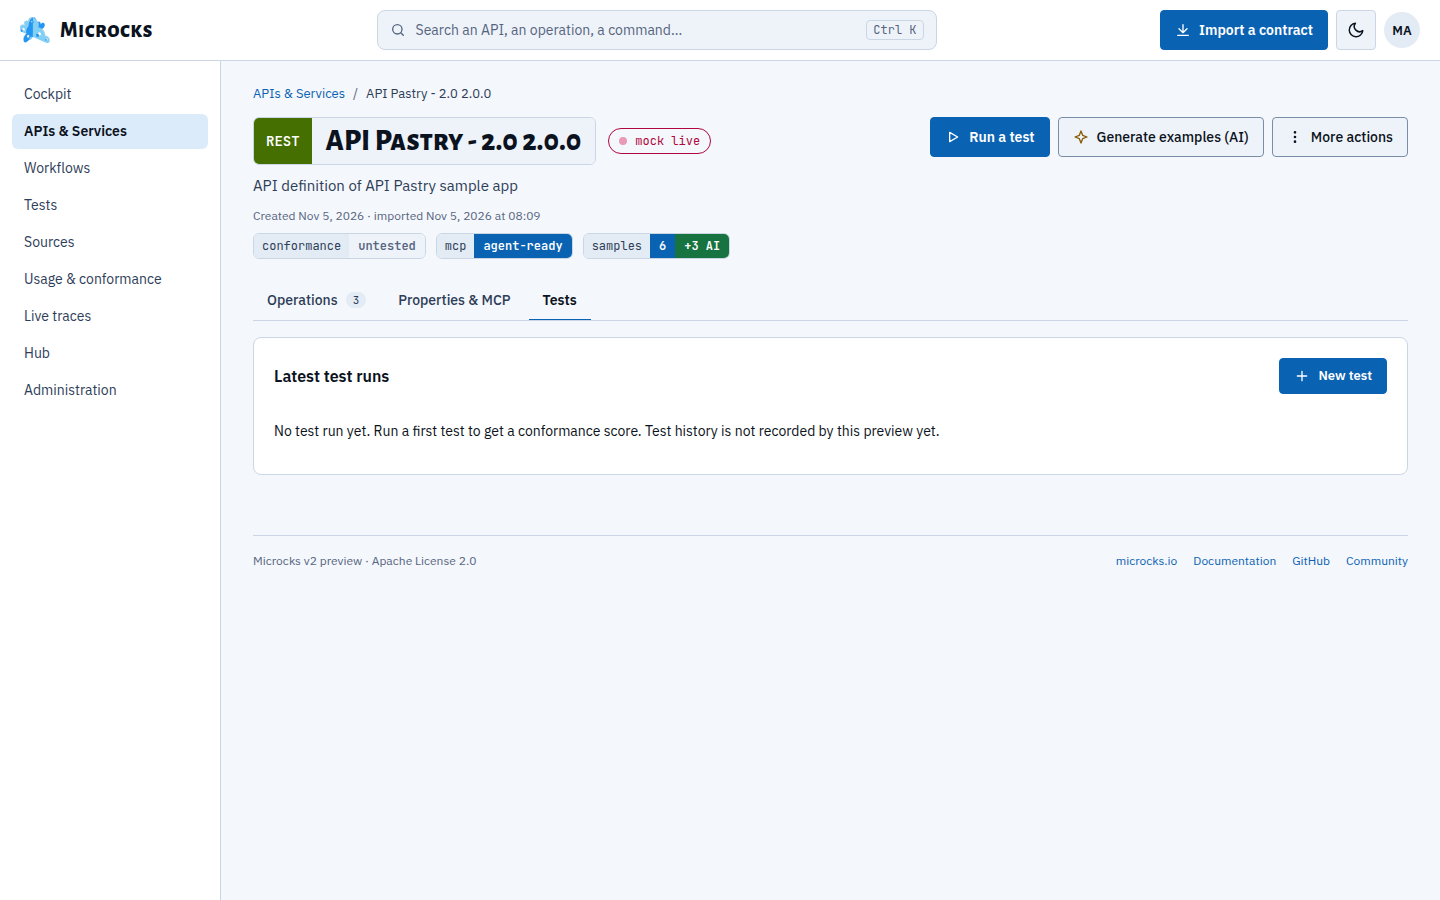 Microcks
Search an API, an operation, a command...
Ctrl K
Import a contract
MA
Cockpit
APIs & Services
Workflows
Tests
Sources
Usage & conformance
Live traces
Hub
Administration
APIs & Services / API Pastry - 2.0 2.0.0
REST API Pastry - 2.0 2.0.0
mock live
Run a test
Generate examples (AI)
More actions
API definition of API Pastry sample app
Created Nov 5, 2026 · imported Nov 5, 2026 at 08:09
conformance untested
mcp agent-ready
samples 6 +3 AI
Operations 3
Properties & MCP
Tests
Latest test runs
New test
No test run yet. Run a first test to get a conformance score. Test history is not recorded by this preview yet.
Microcks v2 preview · Apache License 2.0
microcks.io
Documentation
GitHub
Community